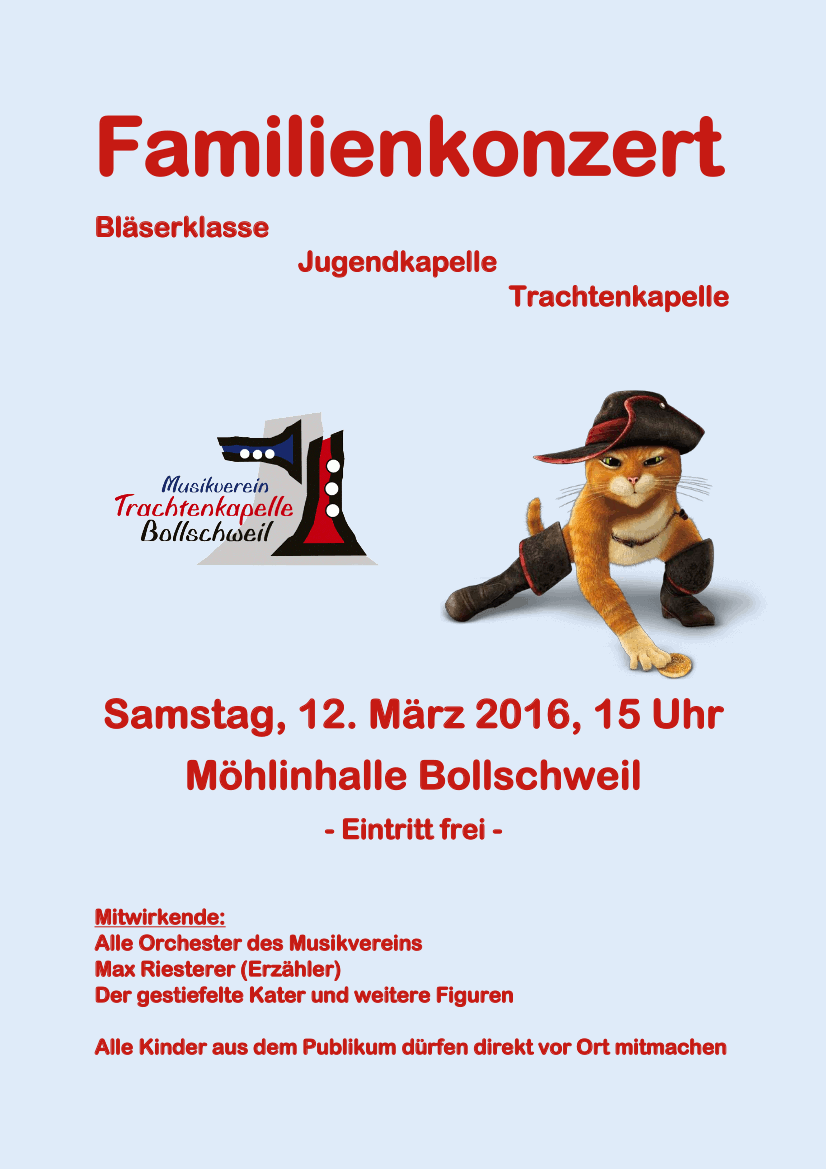 Familienkonzert
Bläserklasse
Jugendkapelle
Trachtenkapelle
Musikverein
Trachtenkapelle
Bollschweil
Samstag, 12. März 2016, 15 Uhr
Möhlinhalle Bollschweil
- Eintritt frei -
Mitwirkende:
Alle Orchester des Musikvereins
Max Riesterer (Erzähler)
Der gestiefelte Kater und weitere Figuren
Alle Kinder aus dem Publikum dürfen direkt vor Ort mitmachen